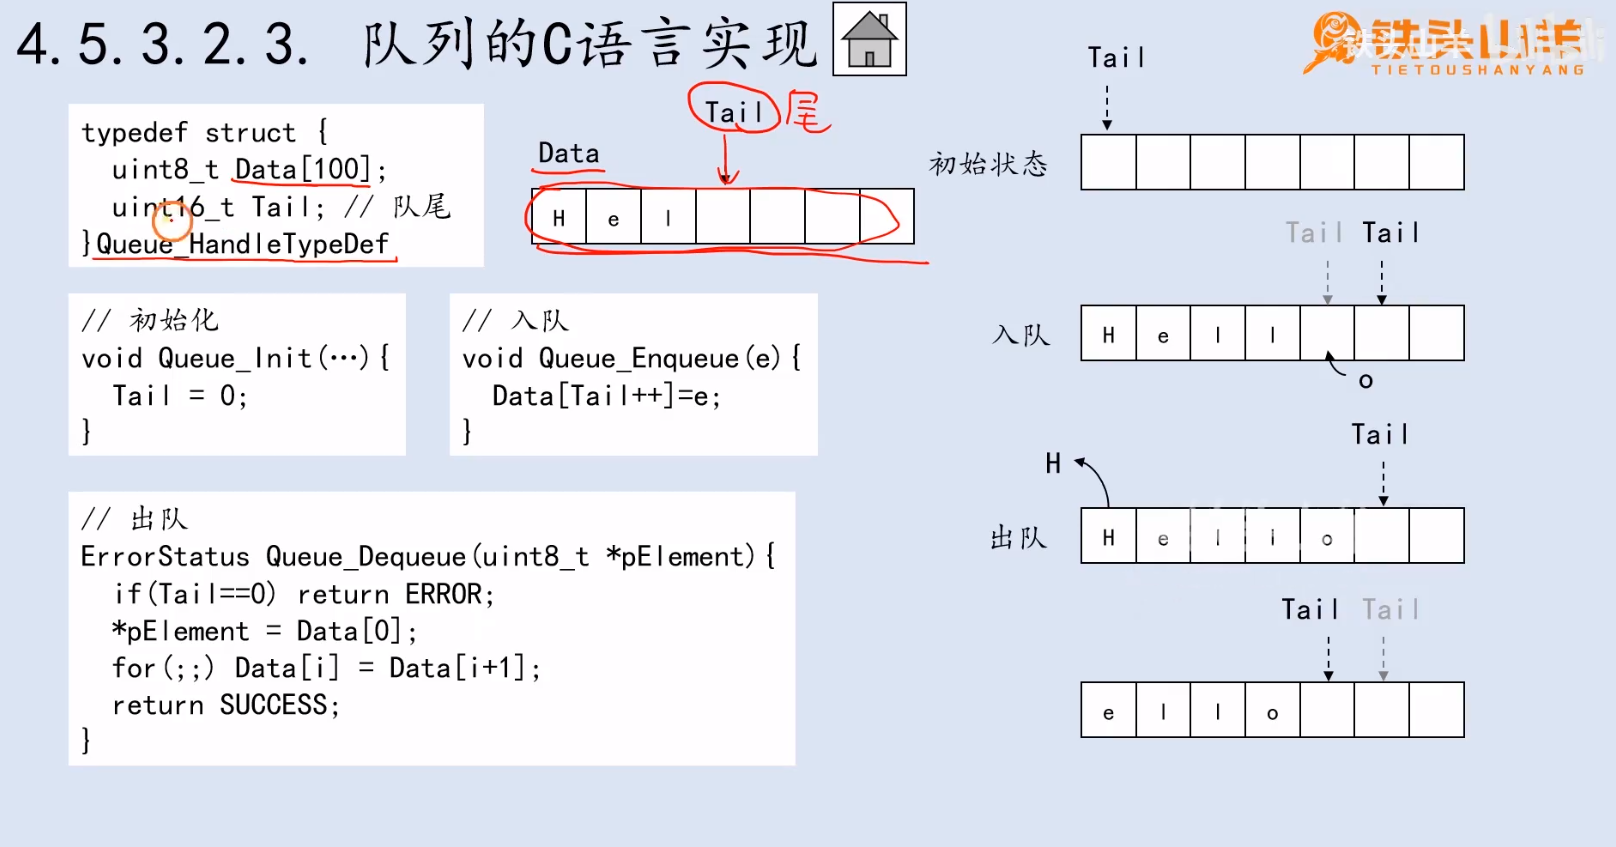 4.5.3.2.3. 队列的C语言实现
铁头山羊
TIETOUSHANYANG
typedef struct {
uint8_t Data[100];
uint16_t Tail; // 队尾
}Queue_HandleTypeDef
Tail 尾
Data
H e l
// 初始化
void Queue_Init(…){
Tail = 0;
}
// 入队
void Queue_Enqueue(e){
Data[Tail++]=e;
}
// 出队
ErrorStatus Queue_Dequeue(uint8_t *pElement){
if(Tail==0) return ERROR;
*pElement = Data[0];
for(;;) Data[i] = Data[i+1];
return SUCCESS;
}
Tail
初始状态
Tail Tail
入队 H e l l
o
Tail
H
出队 H e l l o
Tail Tail
e l l o